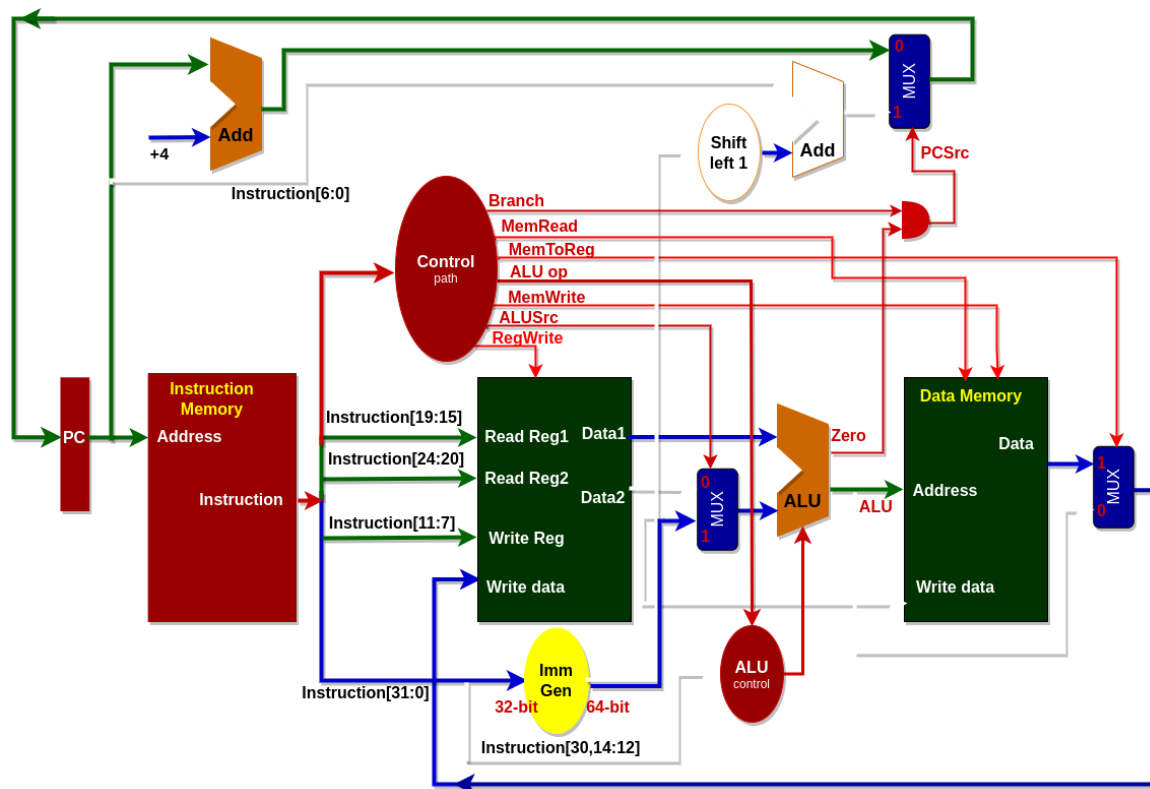 0
MUX
1
Add
+4
Shift
left 1
Add
PCSrc
Instruction[6:0]
Branch
MemRead
MemToReg
ALU op
MemWrite
ALUSrc
RegWrite
Control
path
Instruction
Memory
PC
Address
Instruction
Instruction[19:15]
Instruction[24:20]
Instruction[11:7]
Read Reg1
Data1
Read Reg2
Data2
Write Reg
Write data
0
MUX
1
Zero
ALU
ALU
Data Memory
Data
Address
Write data
1
MUX
0
Imm
Gen
32-bit
64-bit
Instruction[31:0]
ALU
control
Instruction[30,14:12]